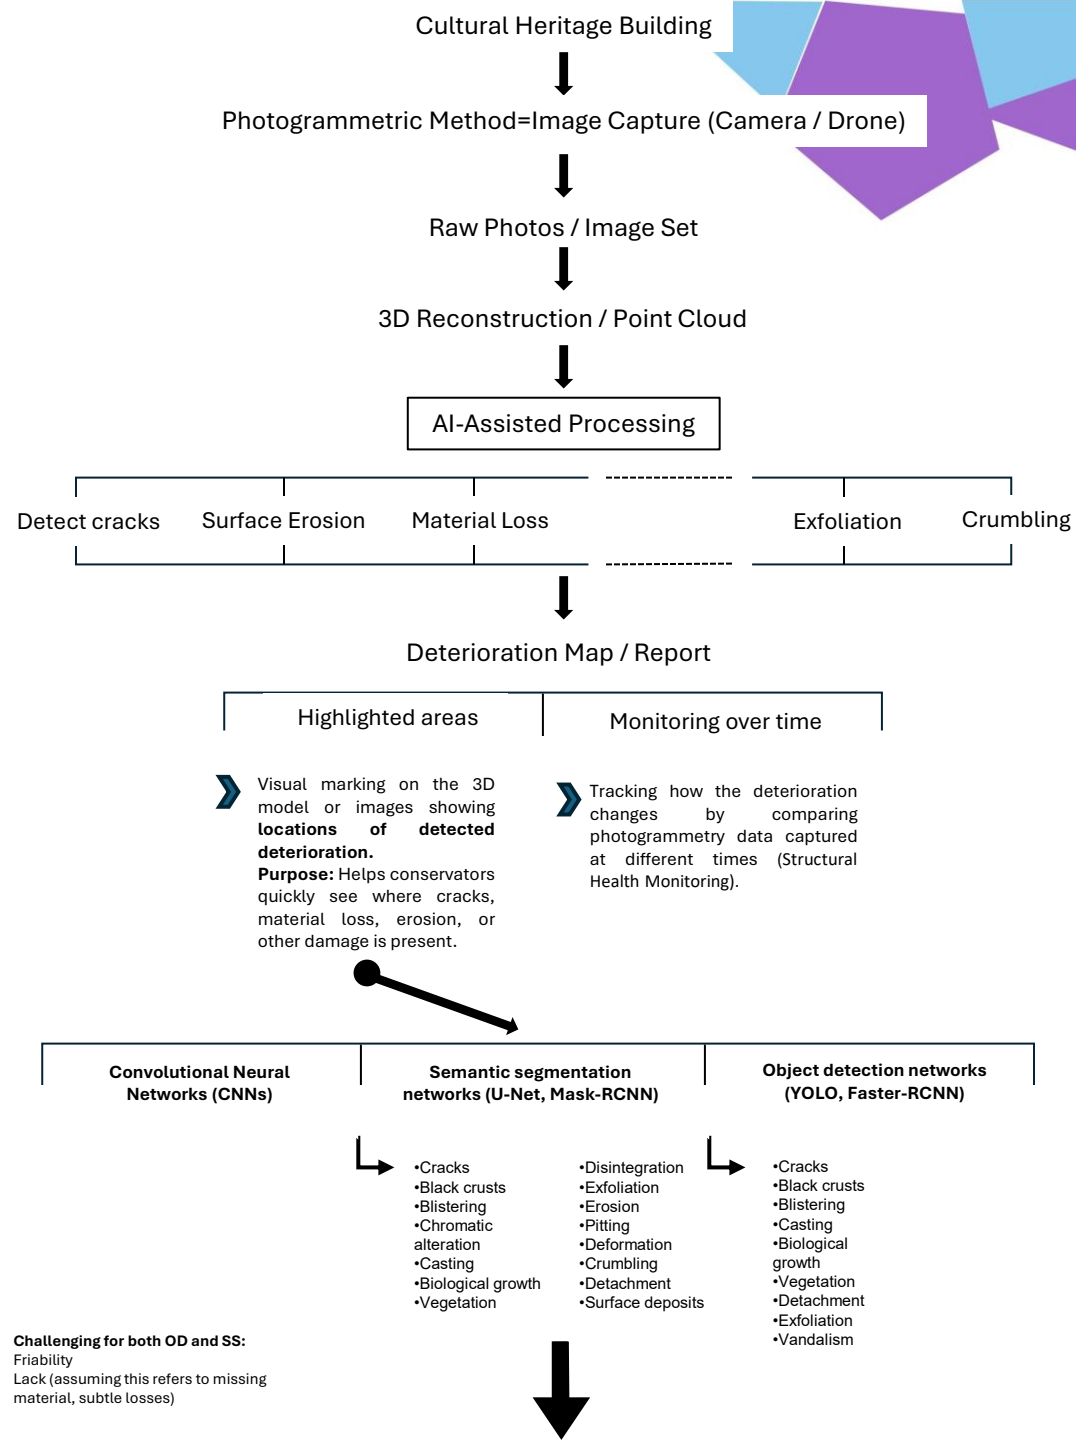 Cultural Heritage Building
Photogrammetric Method=Image Capture (Camera / Drone)
Raw Photos / Image Set
3D Reconstruction / Point Cloud
AI-Assisted Processing
Detect cracks
Surface Erosion
Material Loss
Exfoliation
Crumbling
Deterioration Map / Report
Highlighted areas
Visual marking on the 3D
model or images showing
locations of detected
deterioration.
Purpose: Helps conservators
quickly see where cracks,
material loss, erosion, or
other damage is present.
Monitoring over time
Tracking how the deterioration
changes by comparing
photogrammetry data captured
at different times (Structural
Health Monitoring).
Convolutional Neural
Networks (CNNs)
Semantic segmentation
networks (U-Net, Mask-RCNN)
•Cracks
•Black crusts
•Blistering
•Chromatic
alteration
•Casting
•Biological growth
•Vegetation
•Disintegration
•Exfoliation
•Erosion
•Pitting
•Deformation
•Crumbling
•Detachment
•Surface deposits
Object detection networks
(YOLO, Faster-RCNN)
•Cracks
•Black crusts
•Blistering
•Casting
•Biological
growth
•Vegetation
•Detachment
•Exfoliation
•Vandalism
Challenging for both OD and SS:
Friability
Lack (assuming this refers to missing
material, subtle losses)